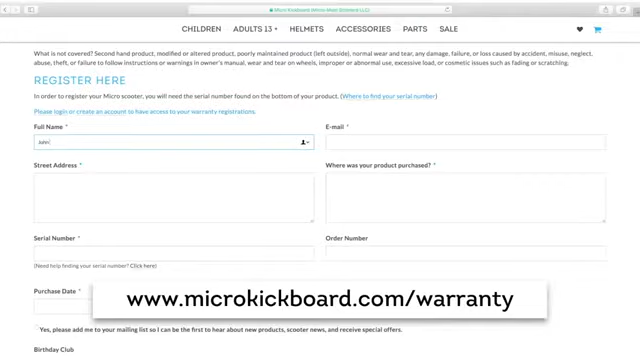 Micro Kickboard (Micro-Mobility Distribution LLC)
CHILDREN ADULTS 13 + HELMETS ACCESSORIES PARTS SALE
What is not covered? Second hand product, modified or altered product, poorly maintained product (left outside), normal wear and tear, any damage, failure, or loss caused by accident, misuse, neglect,
abuse, theft, or failure to follow instructions or warnings in owner's manual, wear and tear on wheels, improper or abnormal use, excessive load, or cosmetic issues such as fading or scratching.
REGISTER HERE
In order to register your Micro scooter, you will need the serial number found on the bottom of your product. (Where to find your serial number)
Please login or create an account to have access to your warranty registrations.
Full Name *
E-mail *
John
Street Address *
Where was your product purchased? *
Serial Number *
Order Number
(Need help finding your serial number? Click here)
Purchase Date *
www.microkickboard.com/warranty
Yes, please add me to your mailing list so I can be the first to hear about new products, scooter news, and receive special offers.
Birthday Club